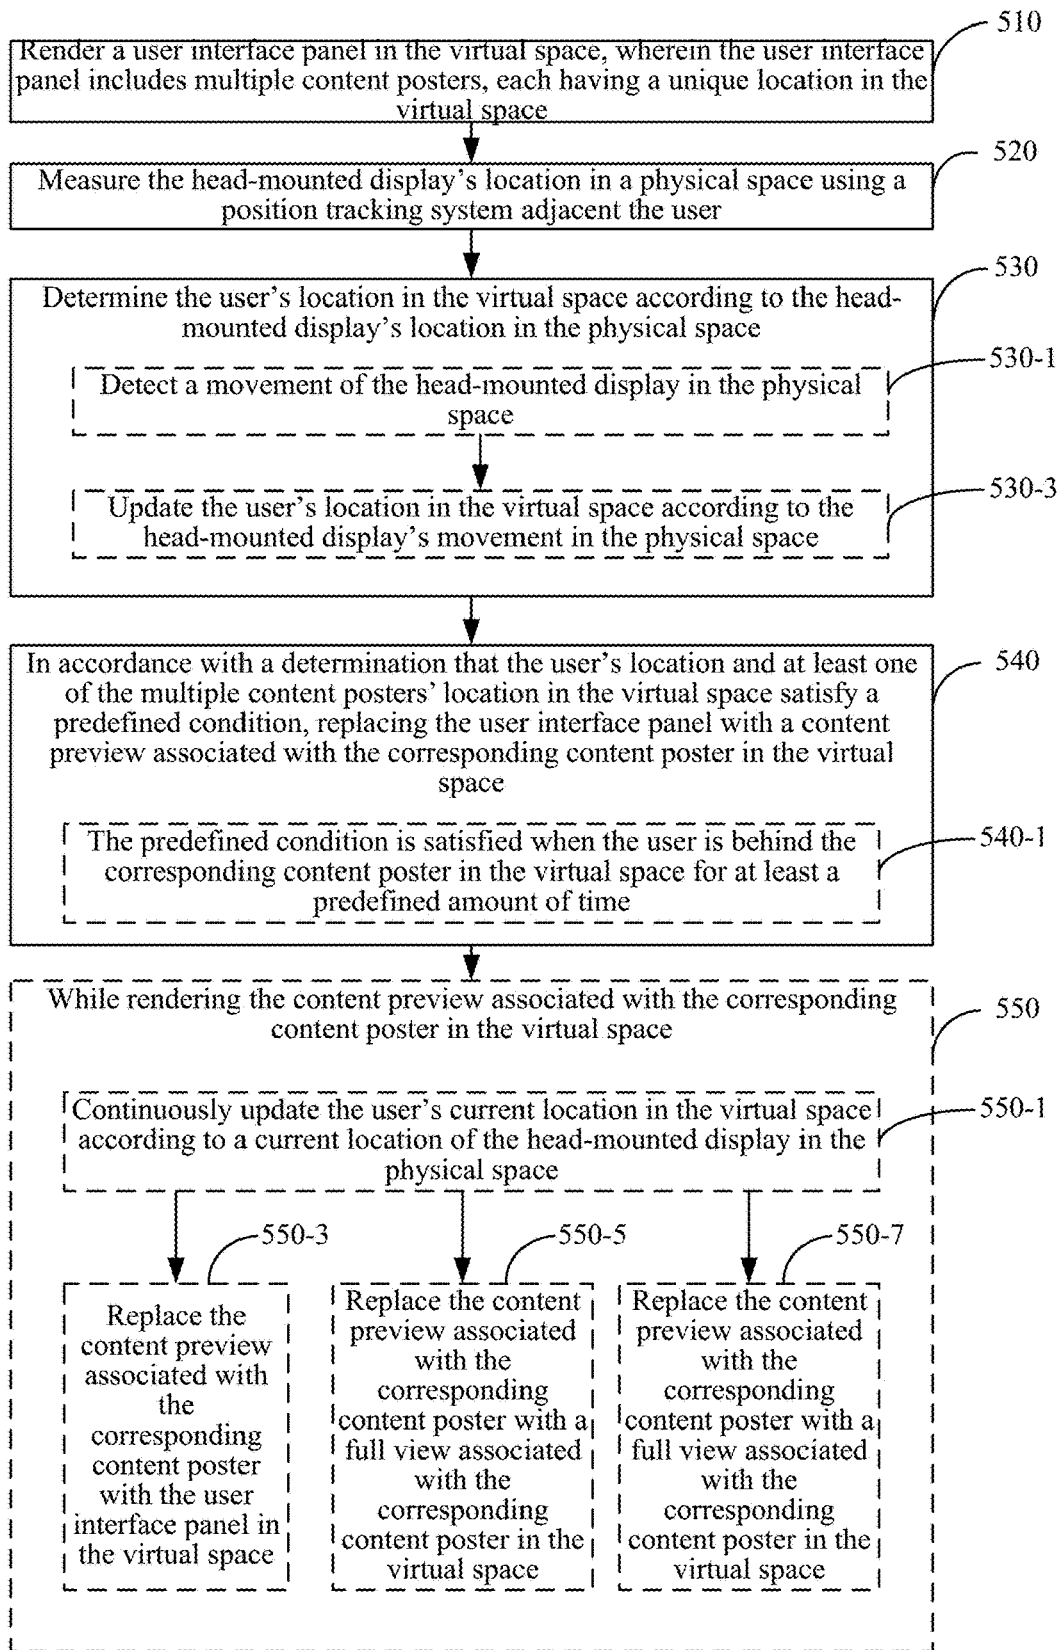 510
Render a user interface panel in the virtual space, wherein the user interface
panel includes multiple content posters, each having a unique location in the
virtual space
520
Measure the head-mounted display's location in a physical space using a
position tracking system adjacent the user
530
Determine the user's location in the virtual space according to the head-
mounted display's location in the physical space
530-1
Detect a movement of the head-mounted display in the physical
space
530-3
Update the user's location in the virtual space according to the
head-mounted display's movement in the physical space
540
In accordance with a determination that the user's location and at least one
of the multiple content posters' location in the virtual space satisfy a
predefined condition, replacing the user interface panel with a content
preview associated with the corresponding content poster in the virtual
space
540-1
The predefined condition is satisfied when the user is behind the
corresponding content poster in the virtual space for at least a
predefined amount of time
550
While rendering the content preview associated with the corresponding
content poster in the virtual space
550-1
Continuously update the user's current location in the virtual space
according to a current location of the head-mounted display in the
physical space
550-3
Replace the
content preview
associated with
the
corresponding
content poster
with the user
interface panel in
the virtual space
550-5
Replace the content
preview associated
with the
corresponding
content poster with a
full view associated
with the
corresponding
content poster in the
virtual space
550-7
Replace the content
preview associated
with the
corresponding
content poster with a
full view associated
with the
corresponding
content poster in the
virtual space